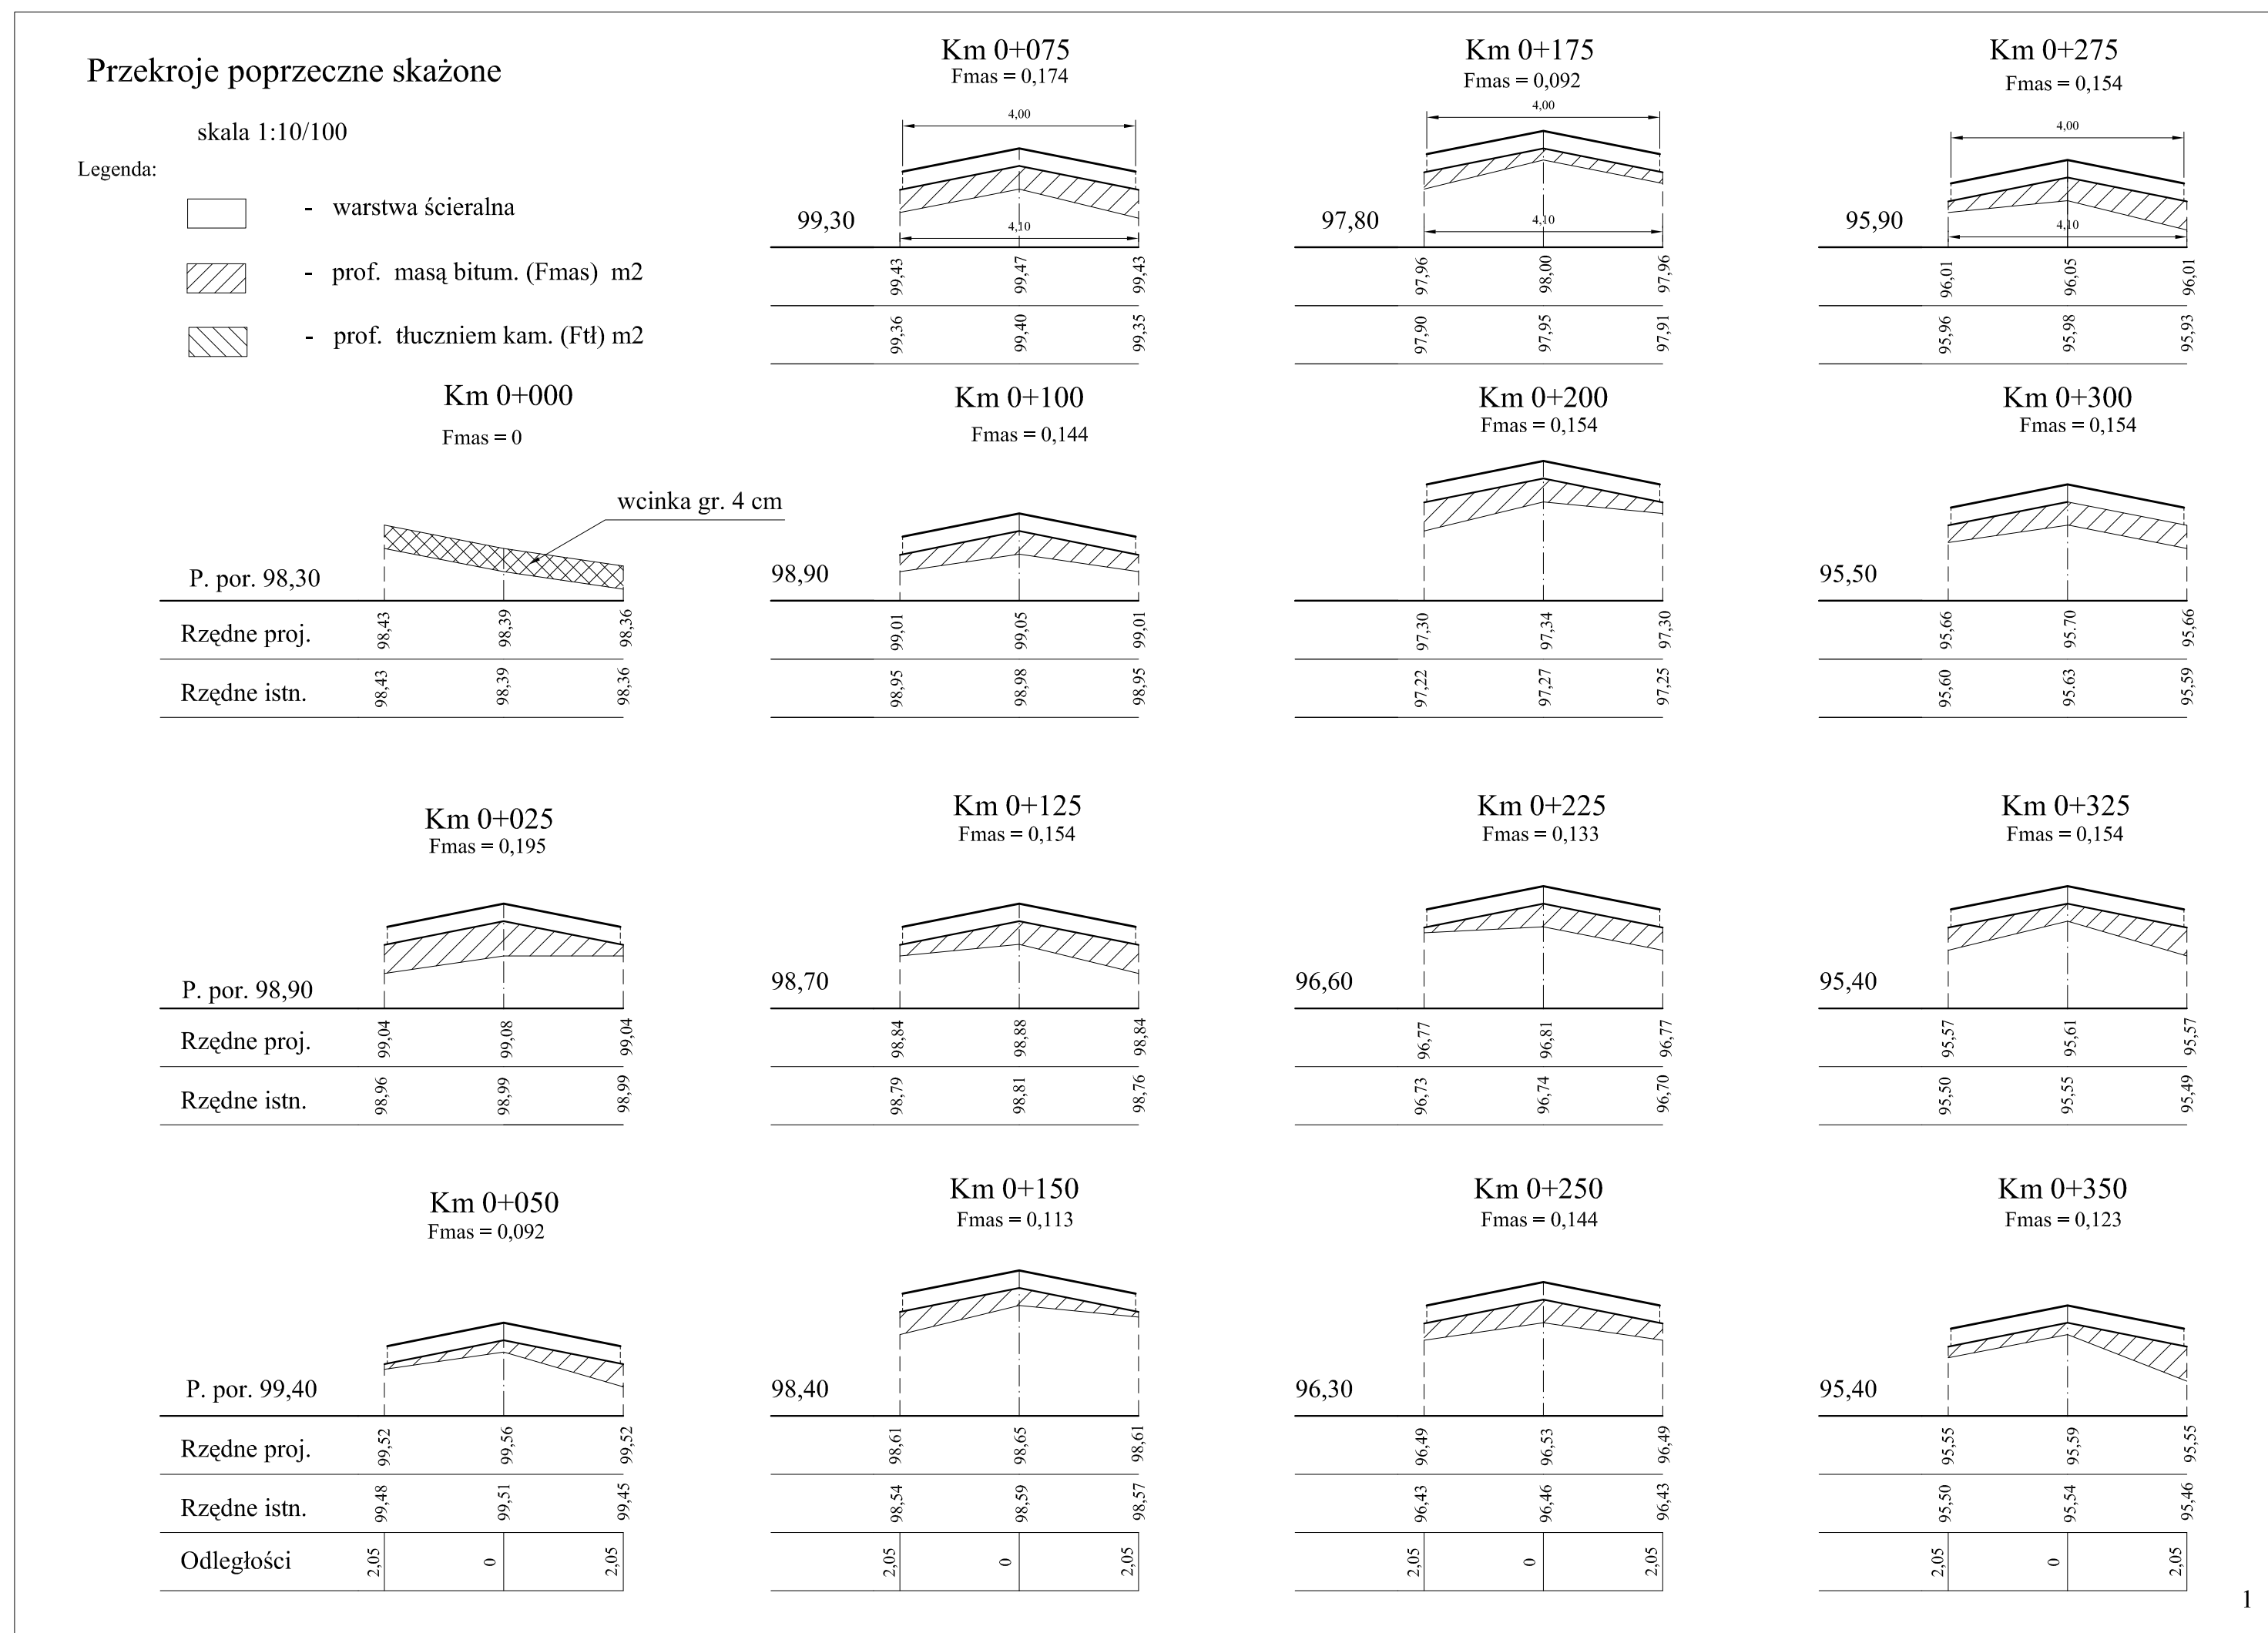 Przekroje poprzeczne skażone
skala 1:10/100
Legenda:
- warstwa ścieralna
- prof. masą bitum. (Fmas) m2
- prof. tłuczniem kam. (Ftł) m2
Km 0+000
Fmas = 0
wcinka gr. 4 cm
P. por. 98,30
Rzędne proj. 98,43 98,39 98,36
Rzędne istn. 98,43 98,39 98,36
Km 0+025
Fmas = 0,195
P. por. 98,90
Rzędne proj. 99,04 99,08 99,04
Rzędne istn. 98,96 98,99 98,99
Km 0+050
Fmas = 0,092
P. por. 99,40
Rzędne proj. 99,52 99,56 99,52
Rzędne istn. 99,48 99,51 99,45
Odległości 2,05 0 2,05
Km 0+075
Fmas = 0,174
4,00
99,30
4,10
99,43 99,47 99,43
99,36 99,40 99,35
Km 0+100
Fmas = 0,144
98,90
99,01 99,05 99,01
98,95 98,98 98,95
Km 0+125
Fmas = 0,154
98,70
98,84 98,88 98,84
98,79 98,81 98,76
Km 0+150
Fmas = 0,113
98,40
98,61 98,65 98,61
98,54 98,59 98,57
2,05 0 2,05
Km 0+175
Fmas = 0,092
4,00
97,80
4,10
97,96 98,00 97,96
97,90 97,95 97,91
Km 0+200
Fmas = 0,154
97,30 97,34 97,30
97,22 97,27 97,25
Km 0+225
Fmas = 0,133
96,60
96,77 96,81 96,77
96,73 96,74 96,70
Km 0+250
Fmas = 0,144
96,30
96,49 96,53 96,49
96,43 96,46 96,43
2,05 0 2,05
Km 0+275
Fmas = 0,154
4,00
95,90
4,10
96,01 96,05 96,01
95,96 95,98 95,93
Km 0+300
Fmas = 0,154
95,50
95,66 95.70 95,66
95,60 95.63 95,59
Km 0+325
Fmas = 0,154
95,40
95,57 95,61 95,57
95,50 95,55 95,49
Km 0+350
Fmas = 0,123
95,40
95,55 95,59 95,55
95,50 95,54 95,46
2,05 0 2,05
1